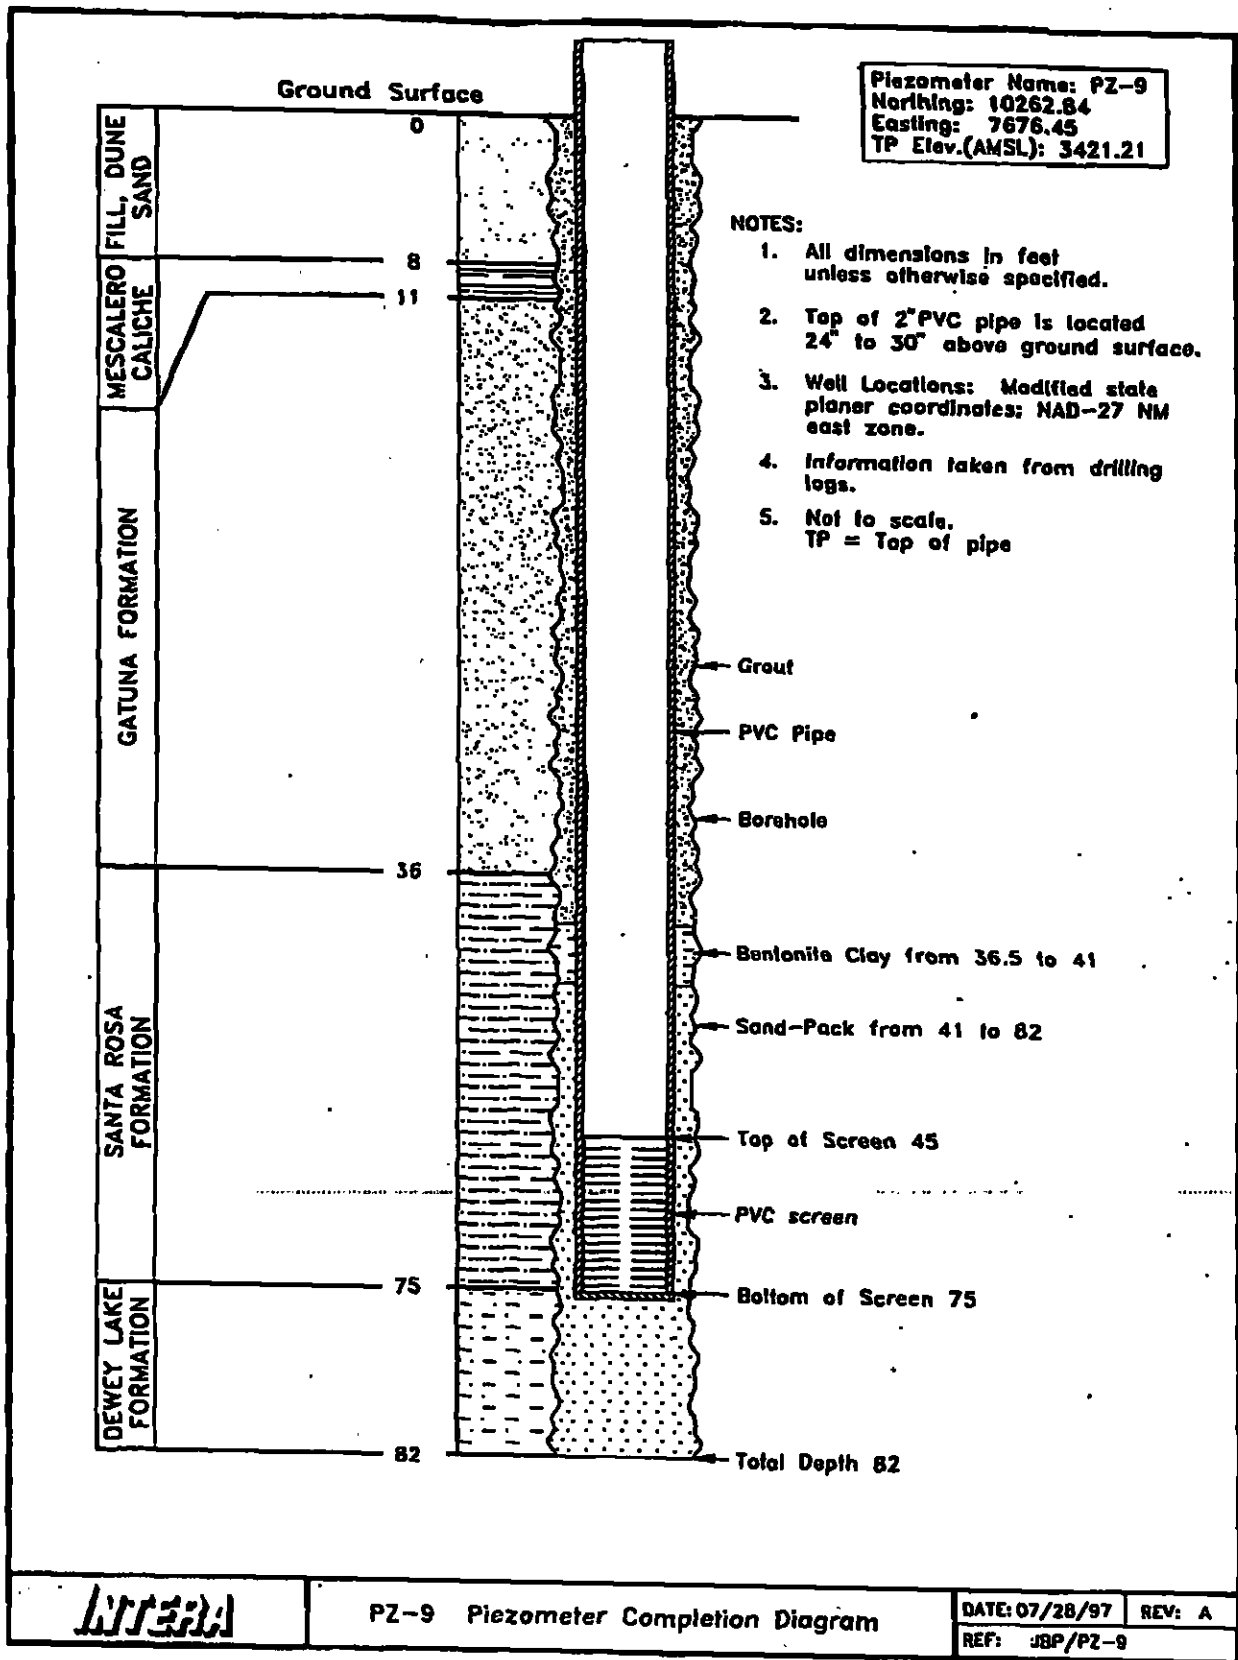 Piezometer Name: PZ-9
Northing: 10262.84
Easting: 7676.45
TP Elev.(AMSL): 3421.21
Ground Surface
0
FILL, DUNE
SAND
8
MESCALERO
CALICHE
11
NOTES:
1. All dimensions in feet
unless otherwise specified.
2. Top of 2" PVC pipe is located
24" to 30" above ground surface.
3. Well Locations: Modified state
planer coordinates; NAD-27 NM
east zone.
4. Information taken from drilling
logs.
5. Not to scale.
TP = Top of pipe
GATUNA FORMATION
Grout
PVC Pipe
Borehole
36
Bentonite Clay from 36.5 to 41
Sand-Pack from 41 to 82
SANTA ROSA
FORMATION
Top of Screen 45
PVC screen
75
Bottom of Screen 75
DEWEY LAKE
FORMATION
82
Total Depth 82
INTERA
PZ-9 Piezometer Completion Diagram
DATE: 07/28/97
REV: A
REF: JBP/PZ-9